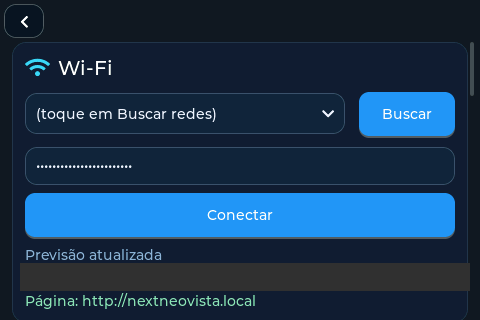 Wi-Fi
(toque em Buscar redes)
Buscar
Conectar
Previsão atualizada
Página: http://nextneovista.local